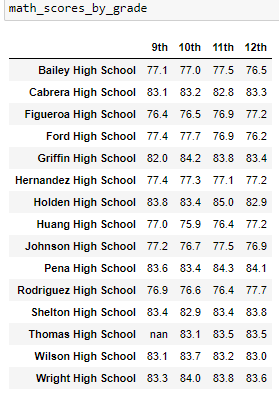 math_scores_by_grade
9th 10th 11th 12th
Bailey High School 77.1 77.0 77.5 76.5
Cabrera High School 83.1 83.2 82.8 83.3
Figueroa High School 76.4 76.5 76.9 77.2
Ford High School 77.4 77.7 76.9 76.2
Griffin High School 82.0 84.2 83.8 83.4
Hernandez High School 77.4 77.3 77.1 77.2
Holden High School 83.8 83.4 85.0 82.9
Huang High School 77.0 75.9 76.4 77.2
Johnson High School 77.2 76.7 77.5 76.9
Pena High School 83.6 83.4 84.3 84.1
Rodriguez High School 76.9 76.6 76.4 77.7
Shelton High School 83.4 82.9 83.4 83.8
Thomas High School nan 83.1 83.5 83.5
Wilson High School 83.1 83.7 83.2 83.0
Wright High School 83.3 84.0 83.8 83.6